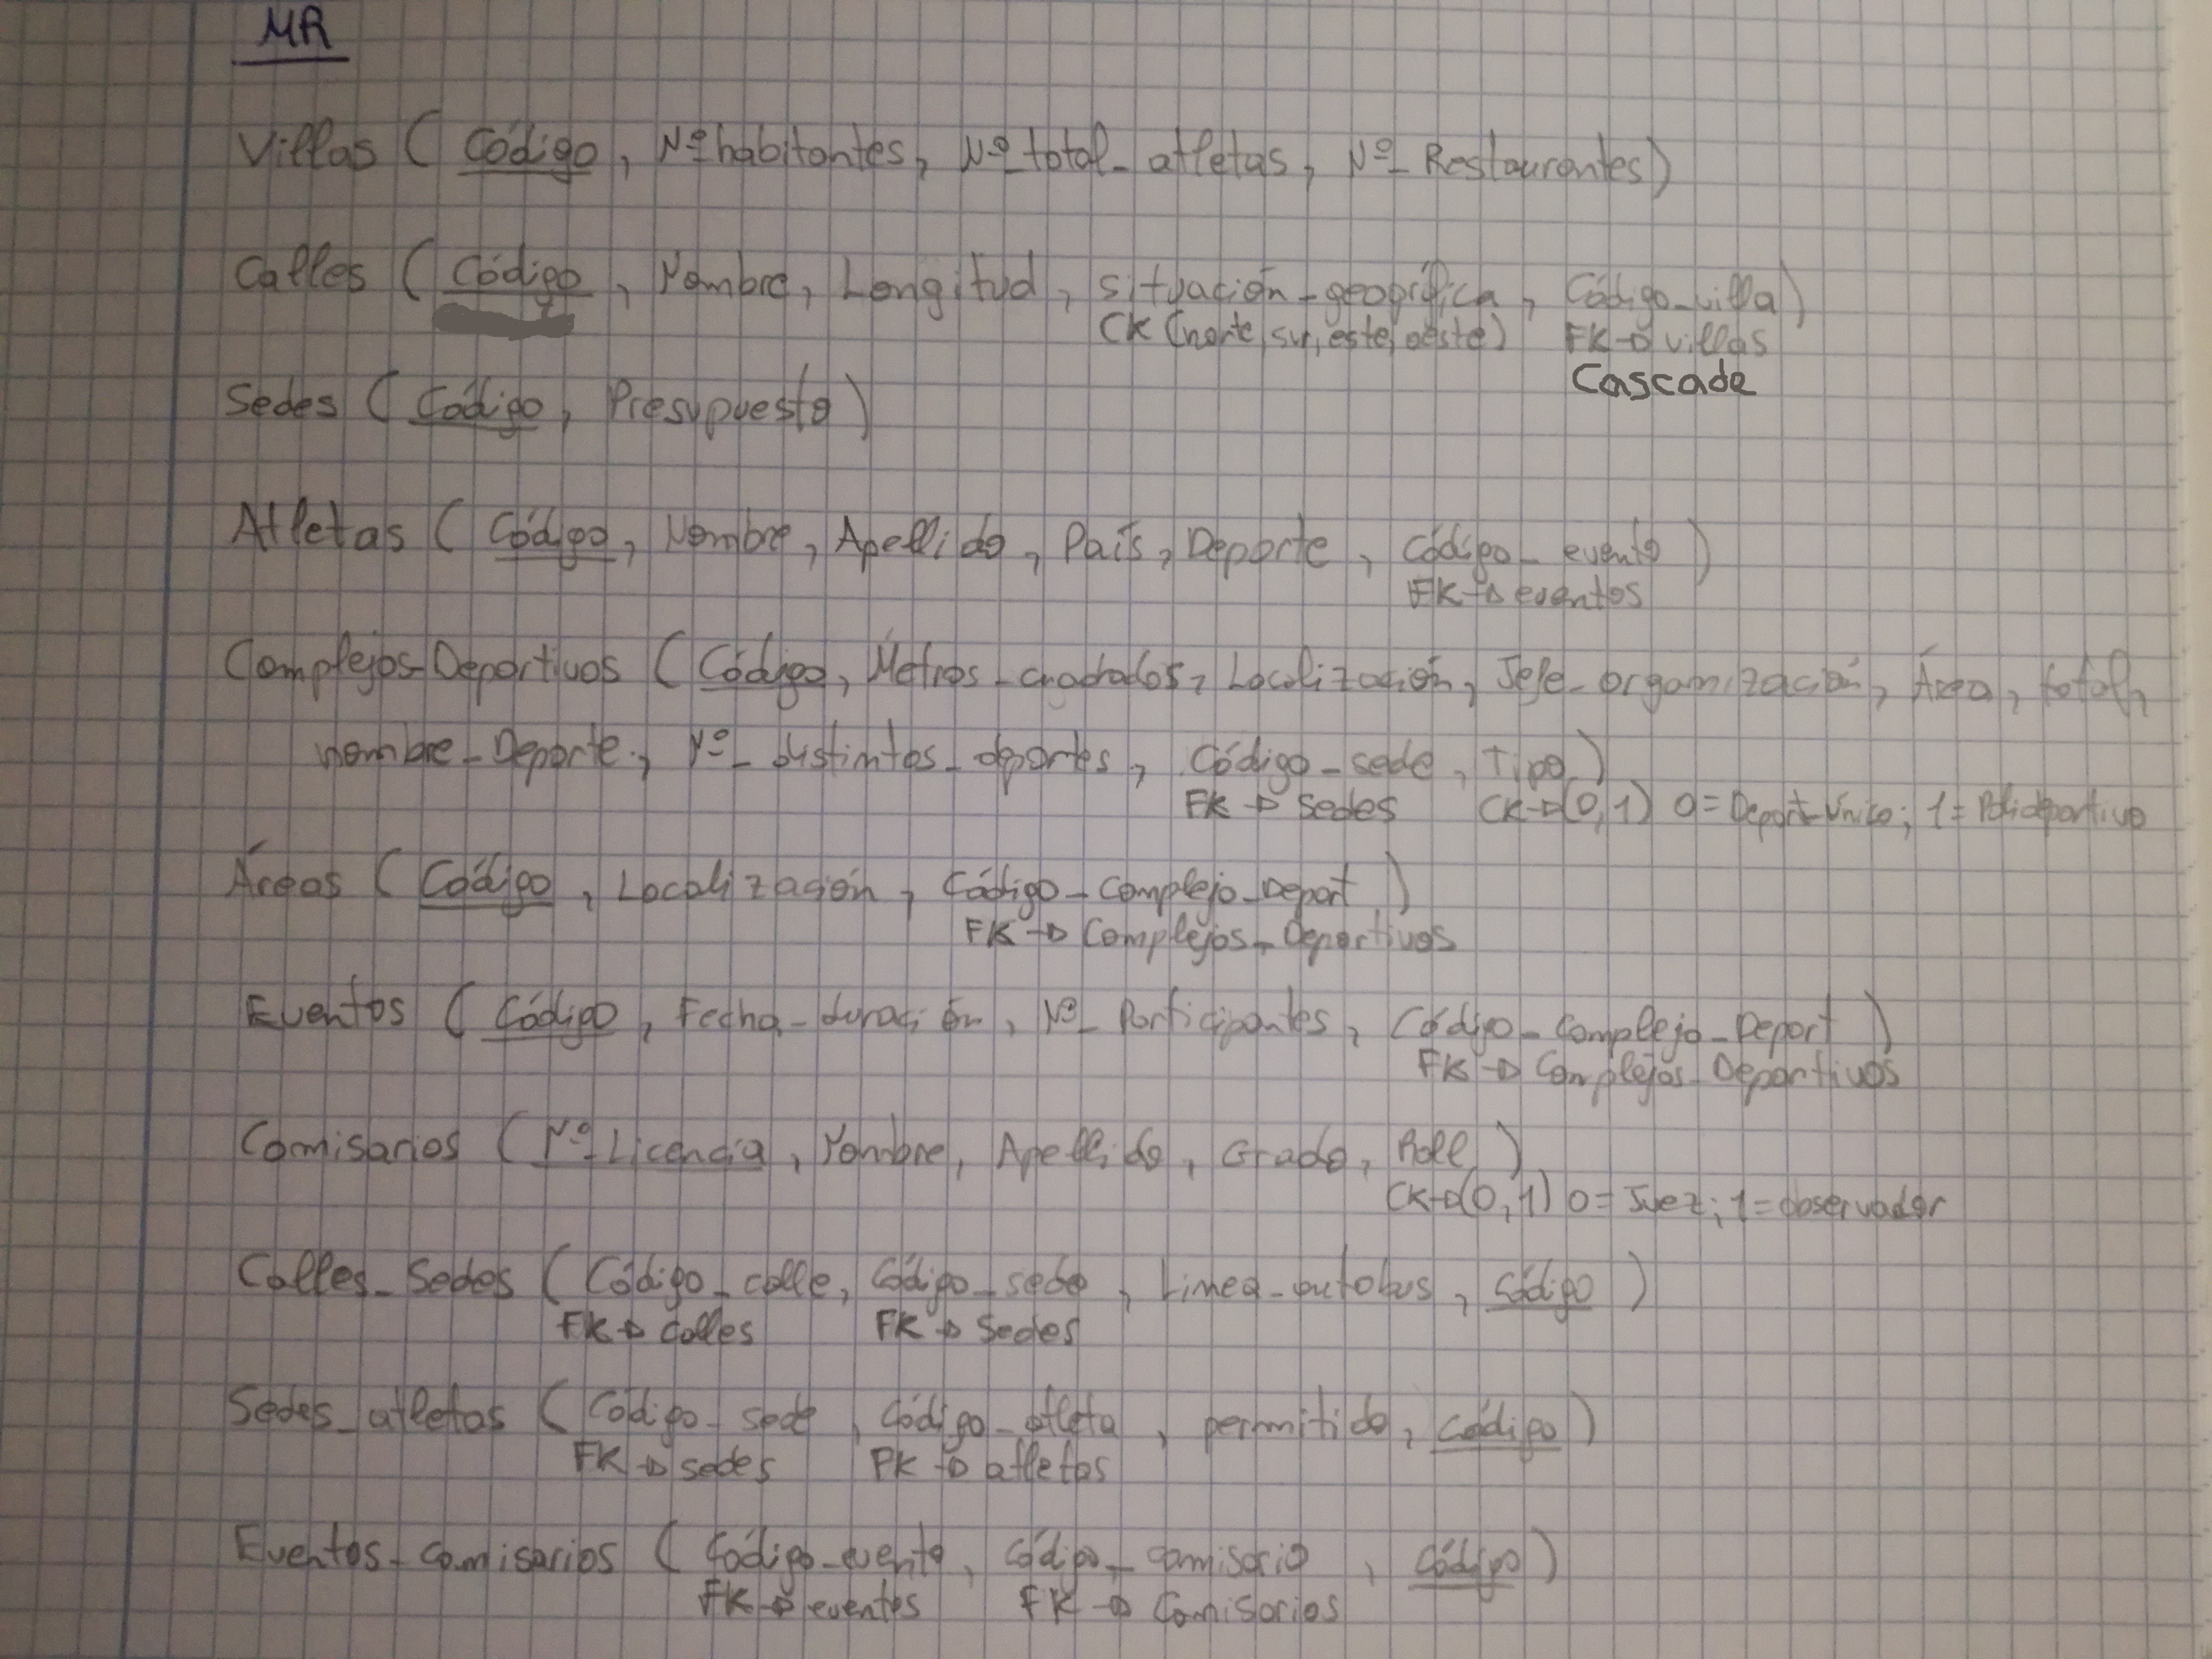 MR
Villas ( Código, Nº habitantes, Nº_total_atletas, Nº_Restaurantes)
Calles ( Código, Nombre, Longitud, situación_geográfica, Código_villa)
CK (norte, sur, este, oeste) FK→villas
Cascade
Sedes ( Código, Presupuesto)
Atletas ( Código, Nombre, Apellido, País, Deporte, código_evento )
FK→eventos
Complejos_Deportivos ( Código, Metros_cuadrados, Localización, Jefe_organización, Área, total,
nombre_Deporte, Nº_distintos_deportes, Código_sede, Tipo )
FK→Sedes CK→(0,1) 0=Deport_Único; 1=Polideportivo
Áreas ( Código, Localización, Código_Complejo_Deport )
FK→Complejos_Deportivos
Eventos ( Código, Fecha_duración, Nº_Participantes, Código_Complejo_Deport )
FK→Complejos_Deportivos
Comisarios ( Nº_Licencia, Nombre, Apellido, Grado, Roll )
CK→(0,1) 0=Juez; 1=observador
Calles_Sedes ( Código_calle, Código_sede, Linea_autobus, Código )
FK→Calles FK→Sedes
Sedes_atletas ( Código_sede, Código_atleta, permitido, Código )
FK→sedes FK→atletas
Eventos_comisarios ( Código_evento, código_comisario, Código )
FK→eventes FK→Comisarios